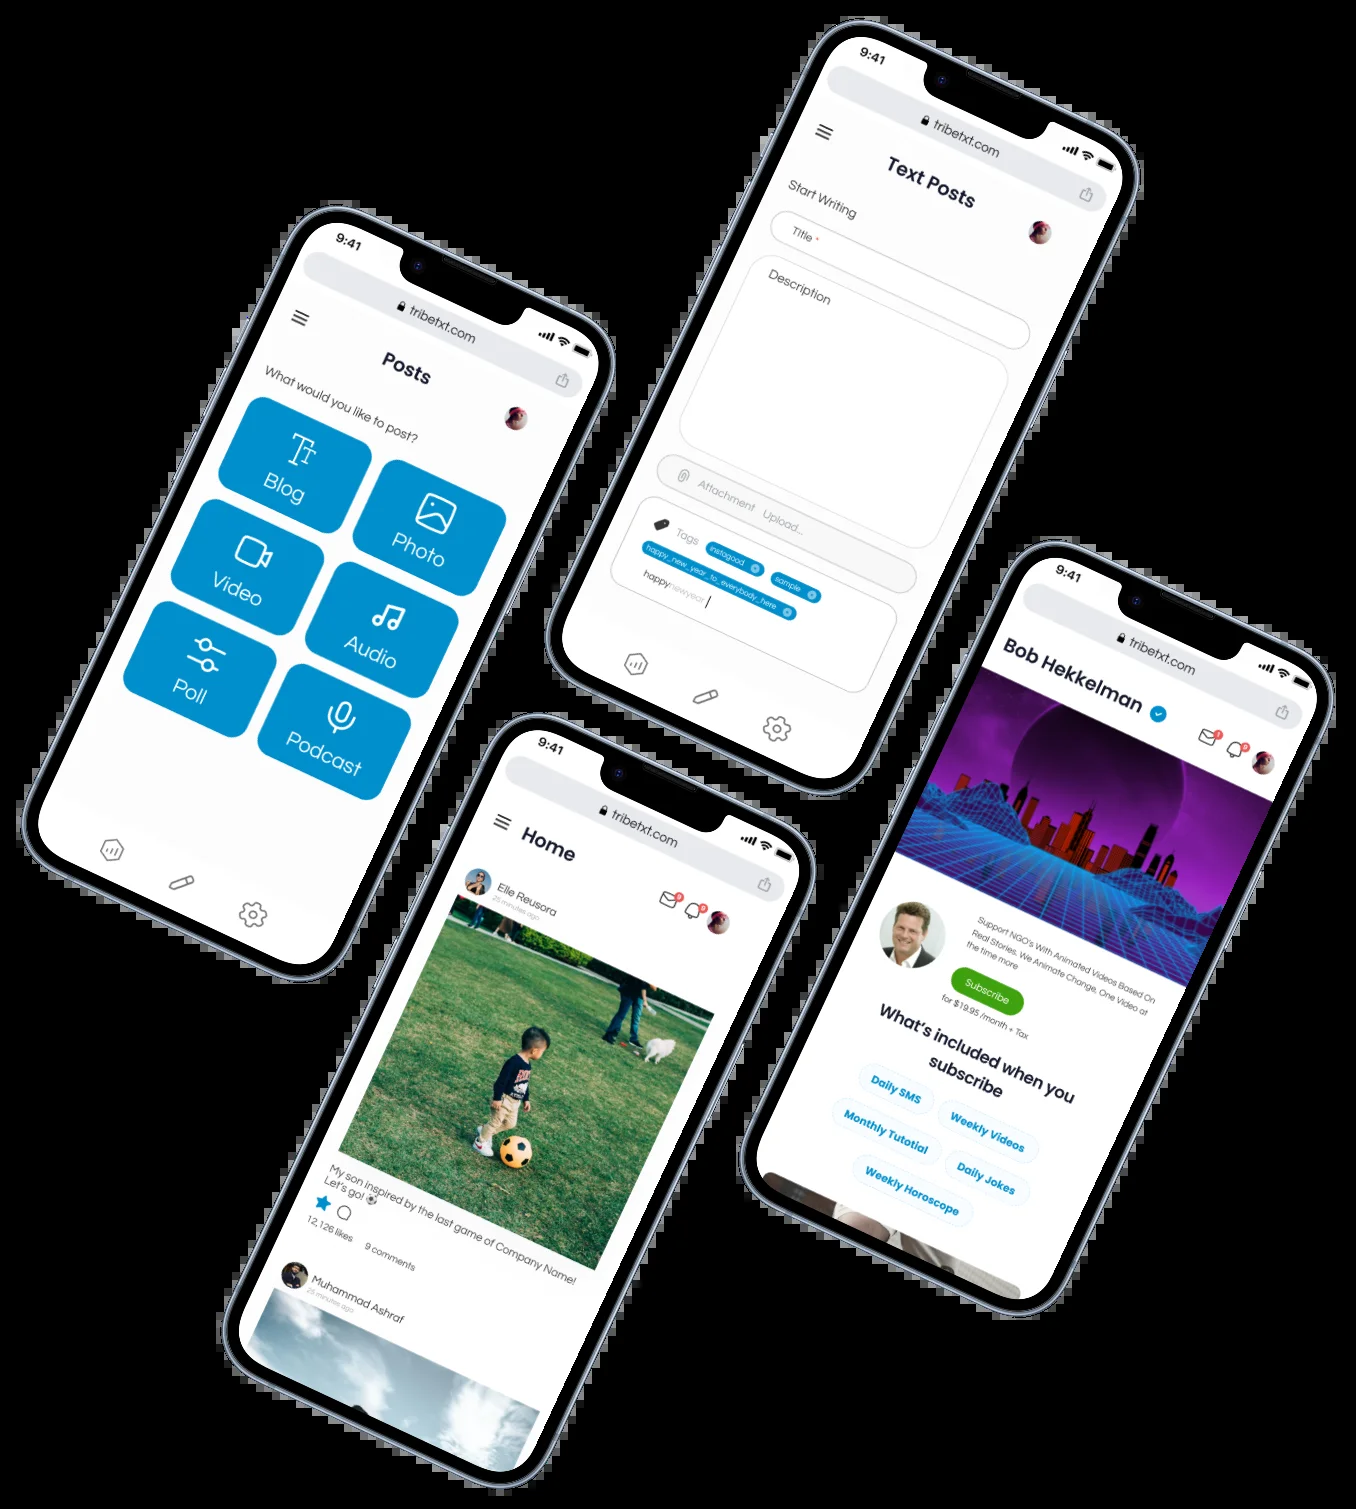 9:41
tribetxt.com
Posts
What would you like to post?
Blog
Photo
Video
Audio
Poll
Podcast
9:41
tribetxt.com
Text Posts
Start Writing
Title *
Description
Attachment Upload...
Tags instagood sample
happy_new_year_to_everybody_here
happynewyear
9:41
tribetxt.com
Home
Elle Reusora
25 minutes ago
My son inspired by the last game of Company Name!
Let's go!
12,126 likes 9 comments
Muhammad Ashraf
25 minutes ago
9:41
tribetxt.com
Bob Hekkelman
Support NGO's With Animated Videos Based On
Real Stories. We Animate Change, One Video at
the time more
Subscribe
for $19.95 /month + Tax
What's included when you
subscribe
Daily SMS
Weekly Videos
Monthly Tutotial
Daily Jokes
Weekly Horoscope